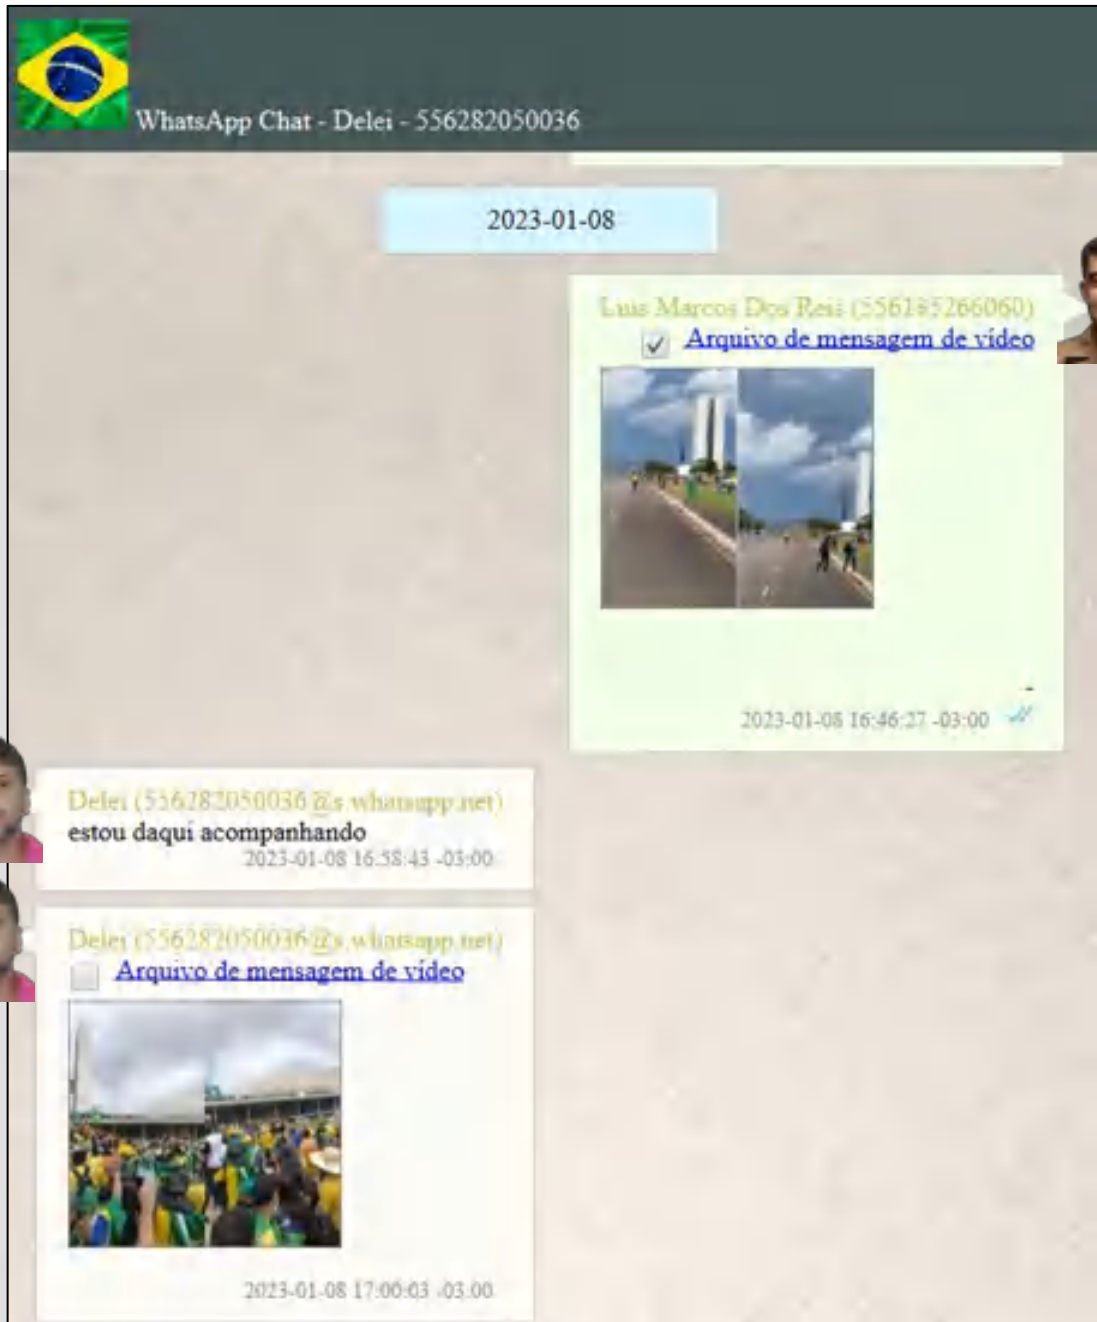 WhatsApp Chat - Delei - 556282050036
2023-01-08
Luis Marcos Dos Reis (556195266060)
Arquivo de mensagem de vídeo
2023-01-08 16:46:27 -03:00
Delei (556282050036@s.whatsapp.net)
estou daqui acompanhando
2023-01-08 16:58:43 -03:00
Delei (556282050036@s.whatsapp.net)
Arquivo de mensagem de vídeo
2023-01-08 17:00:03 -03:00